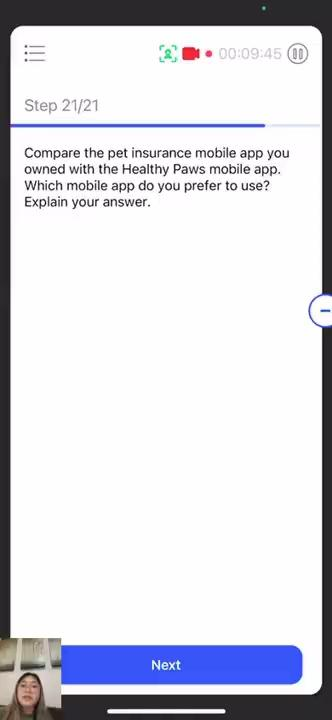 00:09:45
Step 21/21
Compare the pet insurance mobile app you
owned with the Healthy Paws mobile app.
Which mobile app do you prefer to use?
Explain your answer.
Next